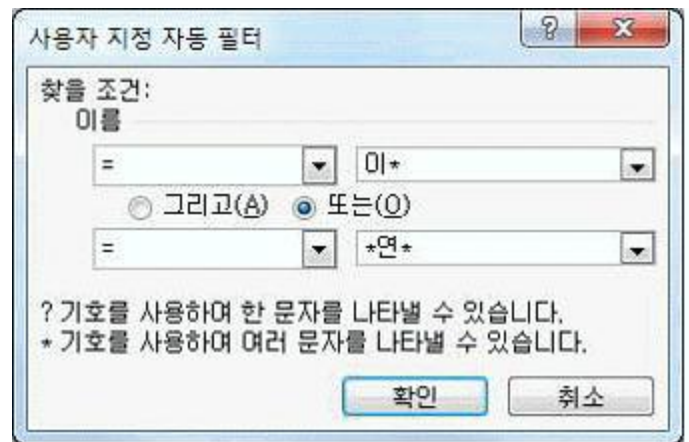 사용자 지정 자동 필터
찾을 조건:
이름
= 이*
그리고(A) 또는(O)
= *연*
? 기호를 사용하여 한 문자를 나타낼 수 있습니다.
* 기호를 사용하여 여러 문자를 나타낼 수 있습니다.
확인 취소